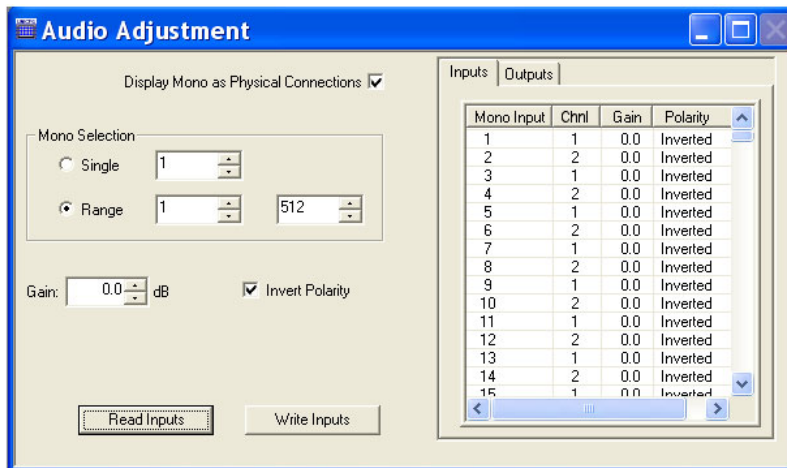 Audio Adjustment
Display Mono as Physical Connections
Mono Selection
Single 1
Range 1 512
Gain: 0.0 dB Invert Polarity
Read Inputs Write Inputs
Inputs Outputs
Mono Input Chnl Gain Polarity
1 1 0.0 Inverted
2 2 0.0 Inverted
3 1 0.0 Inverted
4 2 0.0 Inverted
5 1 0.0 Inverted
6 2 0.0 Inverted
7 1 0.0 Inverted
8 2 0.0 Inverted
9 1 0.0 Inverted
10 2 0.0 Inverted
11 1 0.0 Inverted
12 2 0.0 Inverted
13 1 0.0 Inverted
14 2 0.0 Inverted
15 1 0.0 Inverted